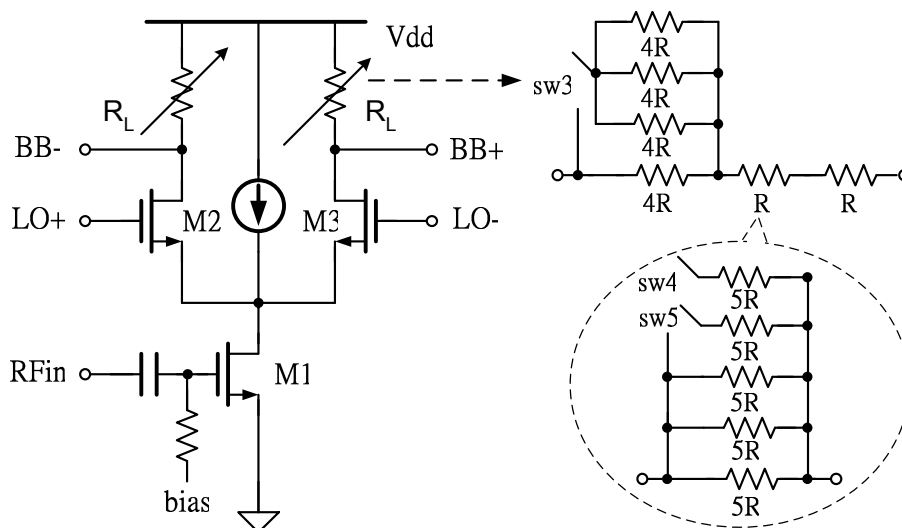 Vdd
R_L
R_L
BB-
BB+
LO+
M2
M3
LO-
RFin
M1
bias
sw3
4R
4R
4R
4R
R
R
sw4
5R
sw5
5R
5R
5R
5R